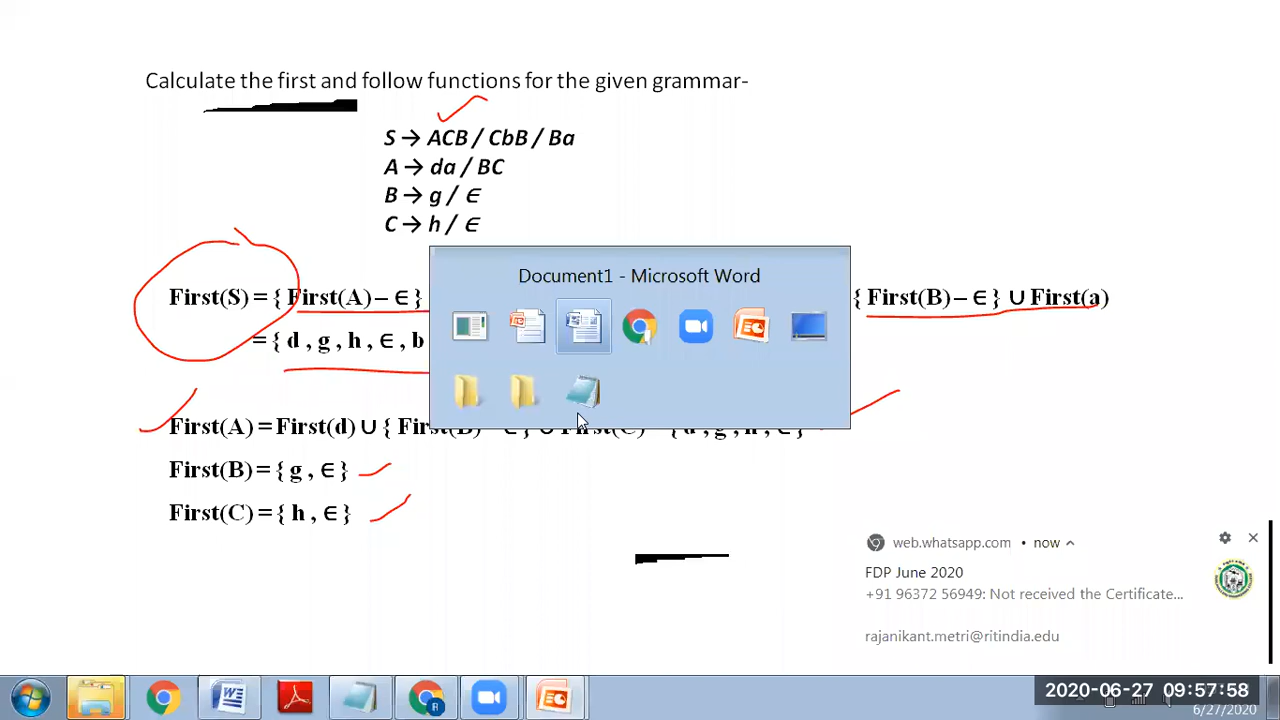 Calculate the first and follow functions for the given grammar-
S → ACB / CbB / Ba
A → da / BC
B → g / ∈
C → h / ∈
Document1 - Microsoft Word
First(S) = { First(A) – ∈ } { First(B) – ∈ } ∪ First(a)
= { d , g , h , ∈ , b
First(A) = First(d) ∪ {
First(B) = { g , ∈ }
First(C) = { h , ∈ }
web.whatsapp.com • now
FDP June 2020
+91 96372 56949: Not received the Certificate...
rajanikant.metri@ritindia.edu
2020-06-27 09:57:58
6/27/2020